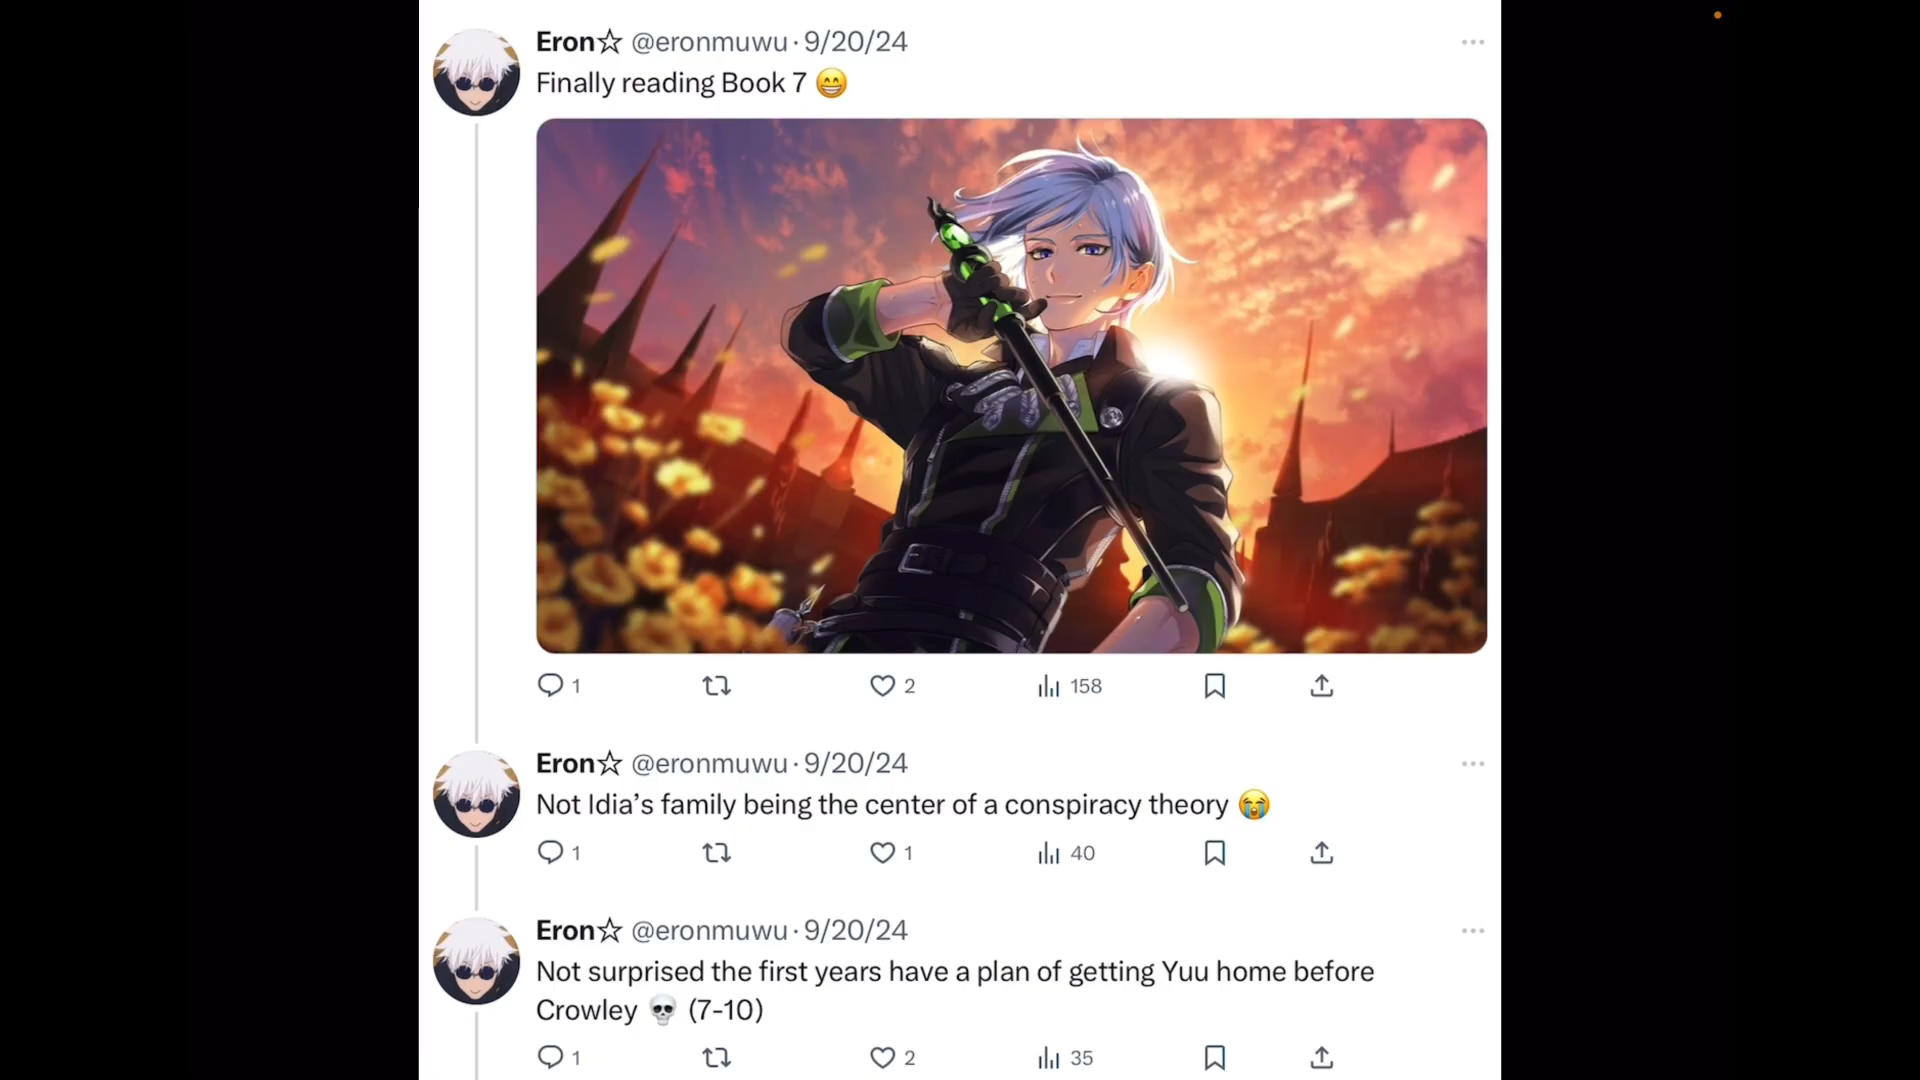 Eron☆ @eronmuwu · 9/20/24
Finally reading Book 7 😁
1 2 158
Eron☆ @eronmuwu · 9/20/24
Not Idia’s family being the center of a conspiracy theory 😭
1 1 40
Eron☆ @eronmuwu · 9/20/24
Not surprised the first years have a plan of getting Yuu home before
Crowley 💀 (7-10)
1 2 35